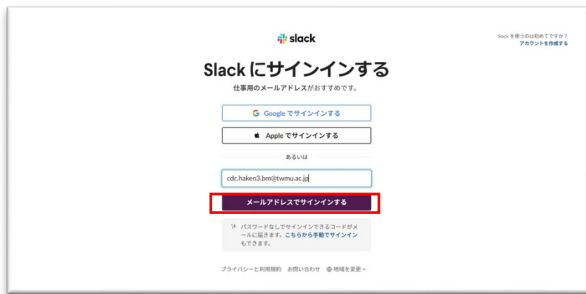 slack
Slack を使うのは初めてですか？
アカウントを作成する
Slack にサインインする
仕事用のメールアドレスがおすすめです。
Google でサインインする
Apple でサインインする
あるいは
cdc.haken3.bm@twmu.ac.jp
メールアドレスでサインインする
パスワードなしでサインインできるコードがメ
ールに届きます。こちらから手動でサインイン
もできます。
プライバシーと利用規約 お問い合わせ 地域を変更